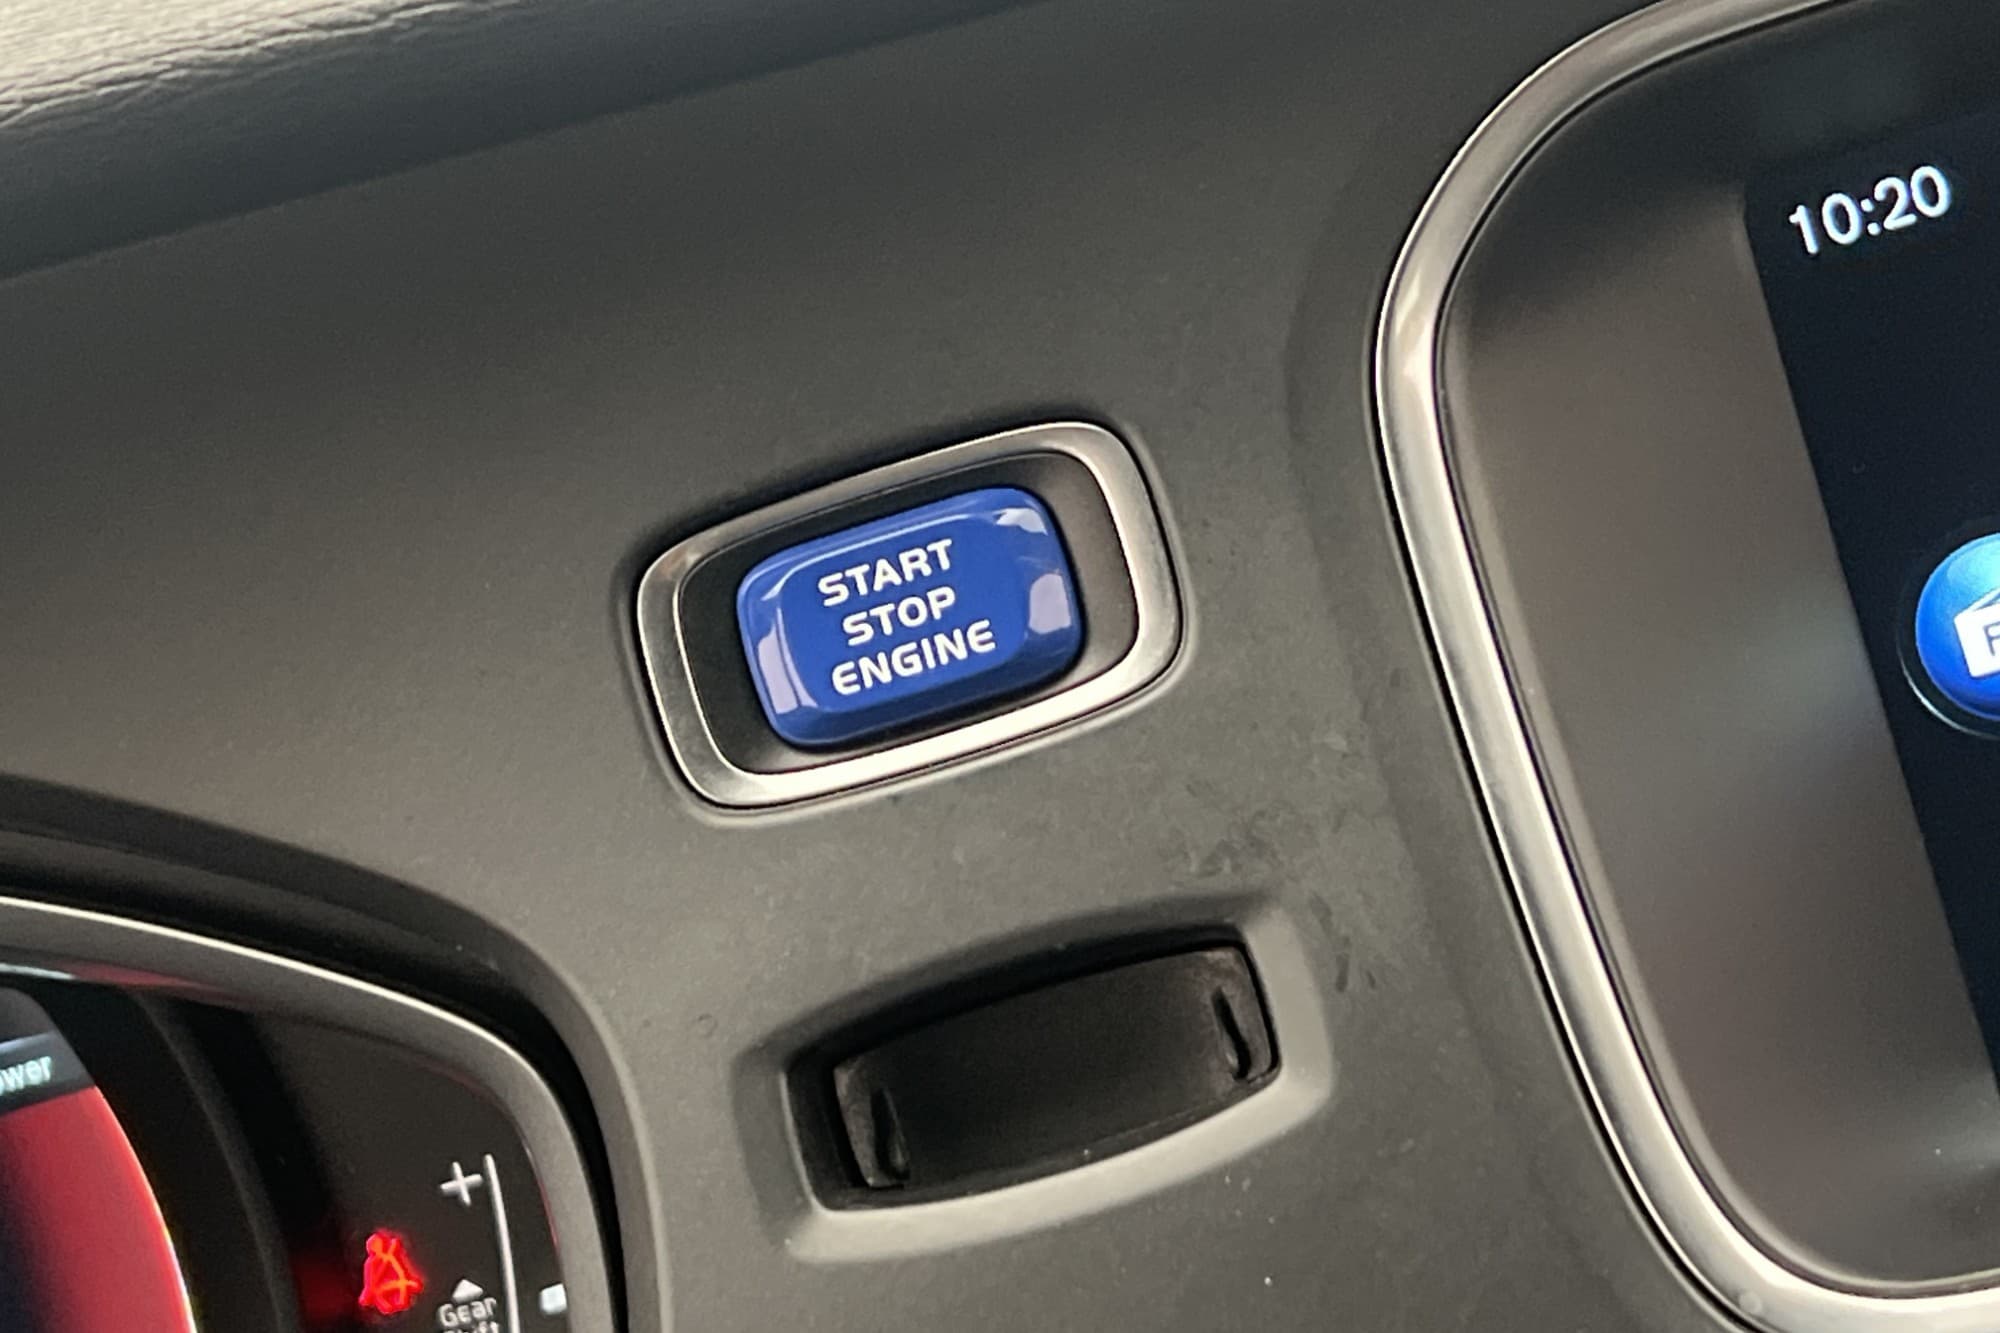 10:20
START
STOP
ENGINE
Gear